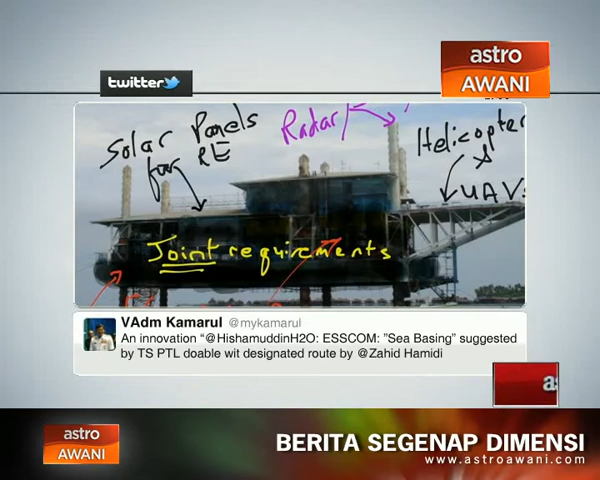 astro
AWANI
twitter
Solar Panels
for RE
Radar
Helicopter
UAV
Joint requirements
VAdm Kamarul @mykamarul
An innovation “@HishamuddinH2O: ESSCOM: ”Sea Basing” suggested
by TS PTL doable wit designated route by @Zahid Hamidi
as
astro
AWANI
BERITA SEGENAP DIMENSI
www.astroawani.com